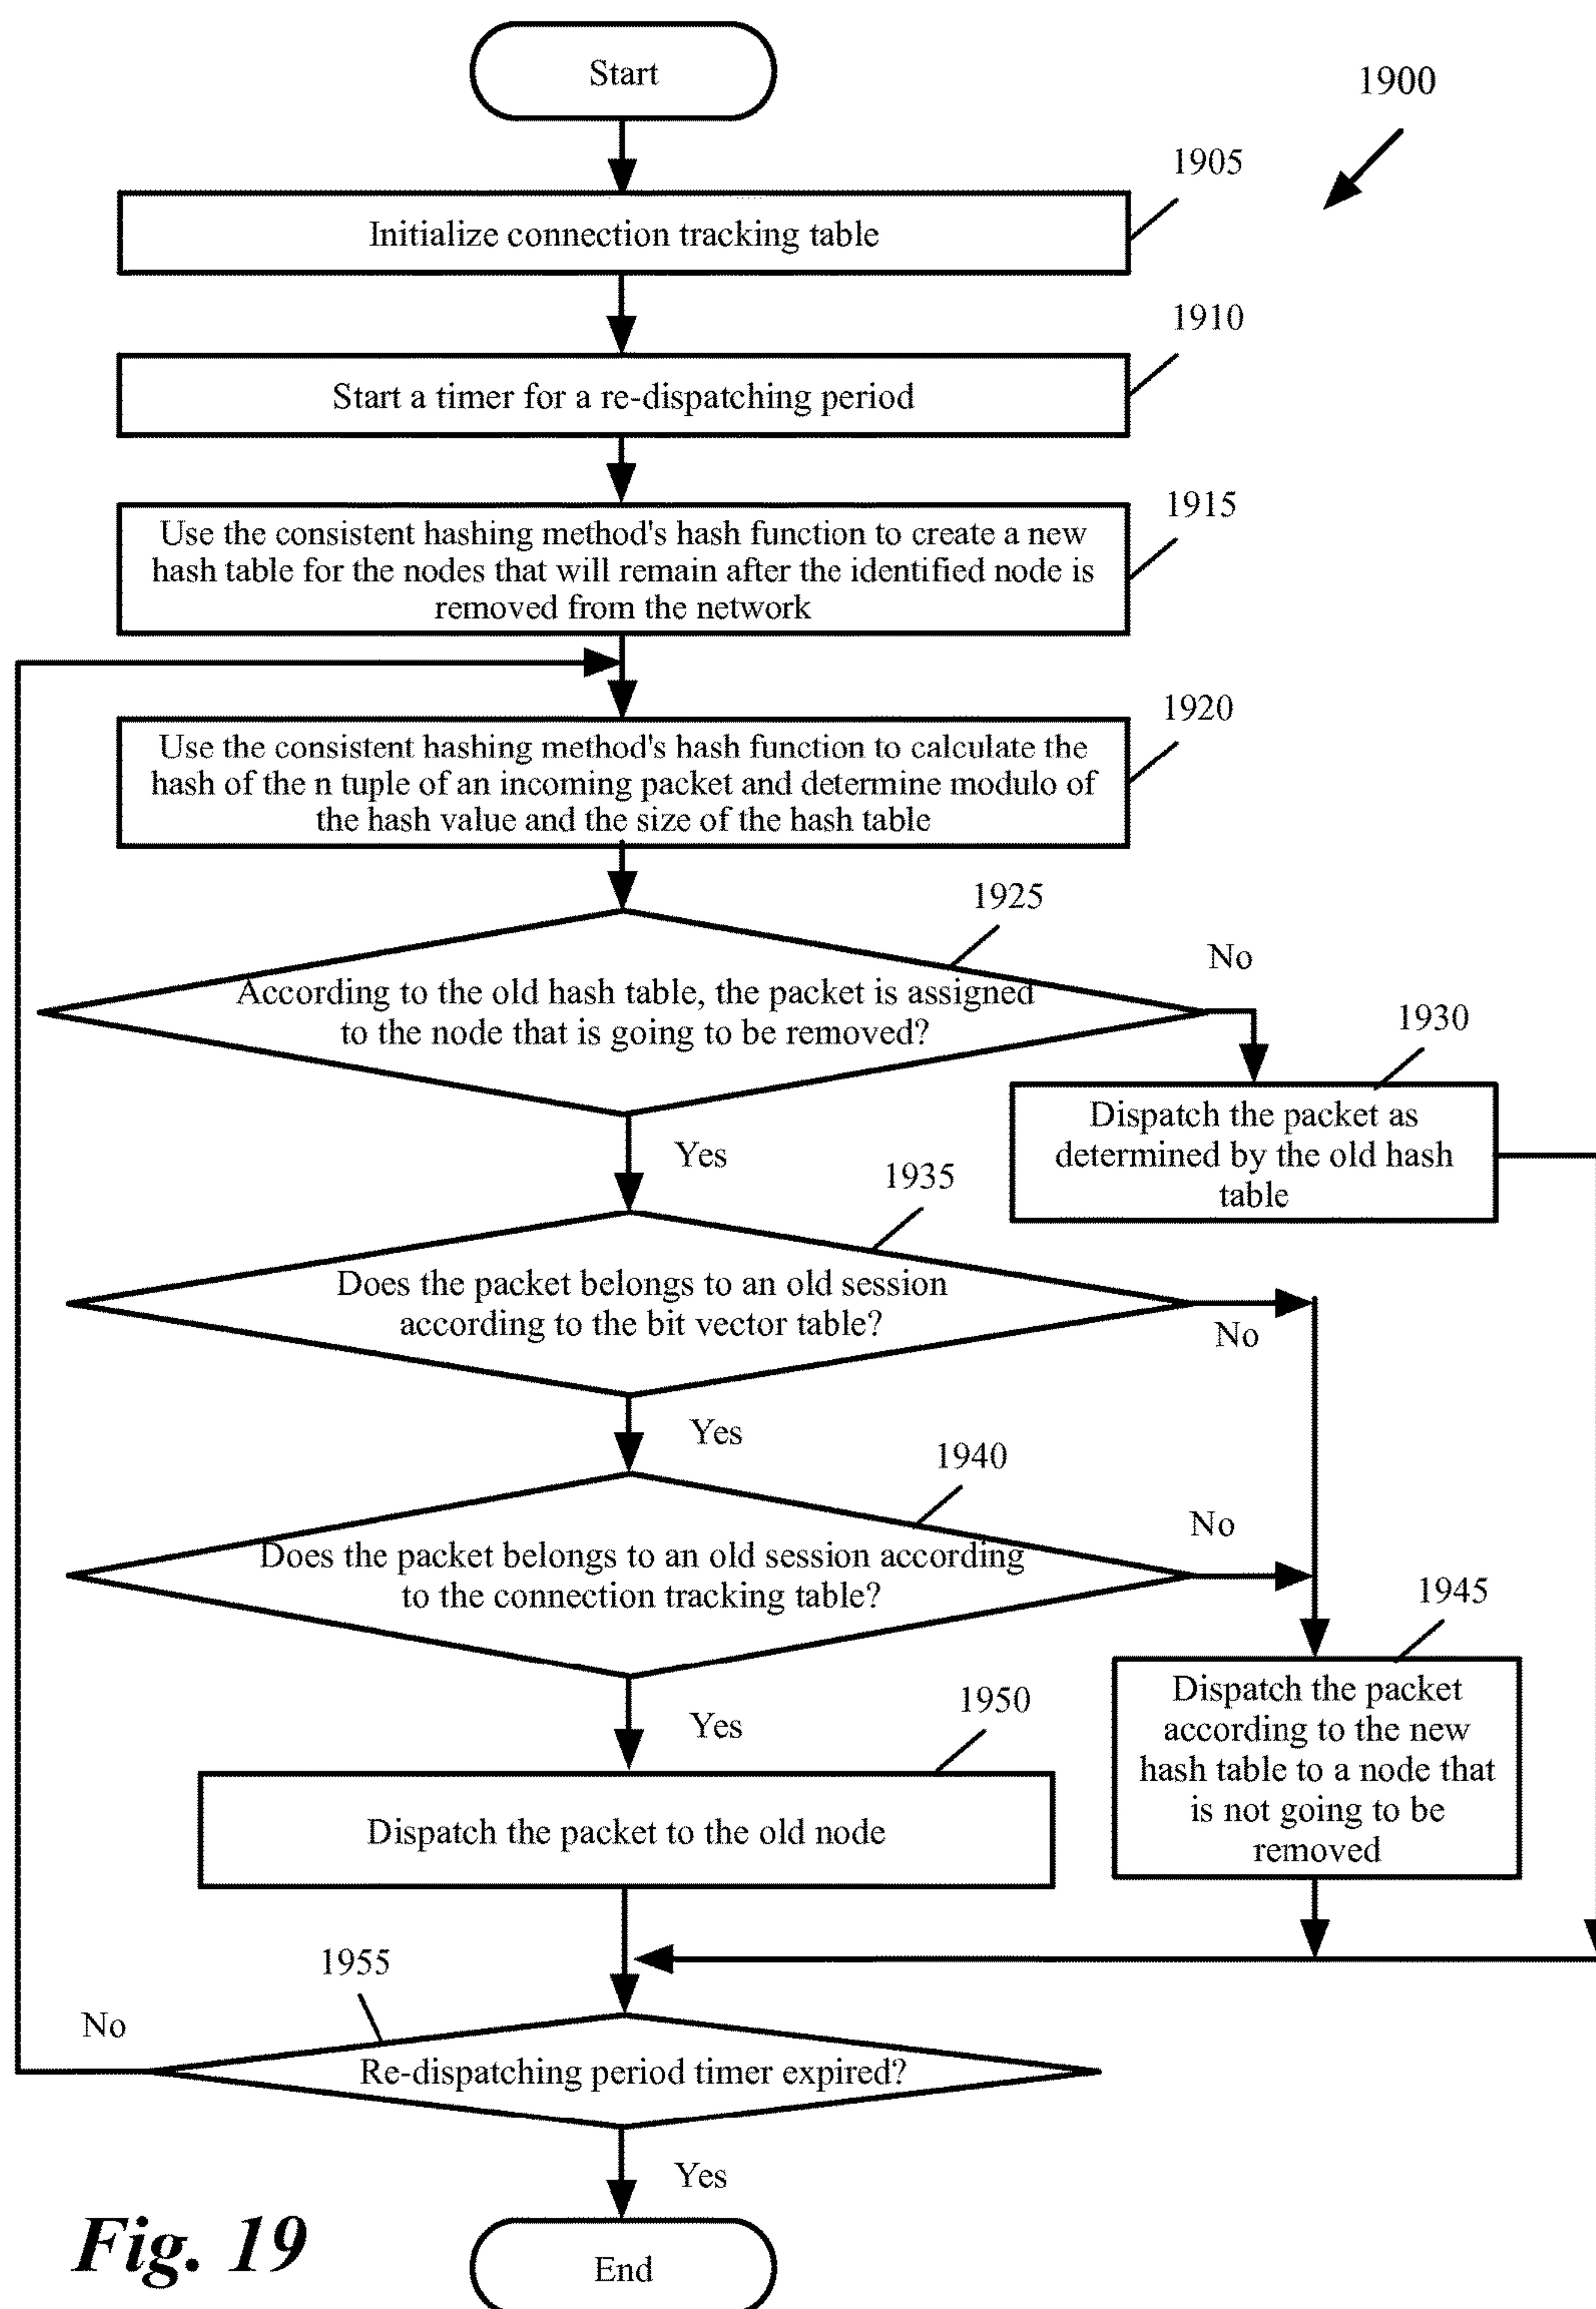 Start
1900
1905
Initialize connection tracking table
1910
Start a timer for a re-dispatching period
1915
Use the consistent hashing method's hash function to create a new
hash table for the nodes that will remain after the identified node is
removed from the network
1920
Use the consistent hashing method's hash function to calculate the
hash of the n tuple of an incoming packet and determine modulo of
the hash value and the size of the hash table
1925
No
According to the old hash table, the packet is assigned
to the node that is going to be removed?
1930
Dispatch the packet as
determined by the old hash
table
Yes
1935
Does the packet belongs to an old session
according to the bit vector table?
No
Yes
1940
No
Does the packet belongs to an old session according
to the connection tracking table?
1945
Dispatch the packet
according to the new
hash table to a node that
is not going to be
removed
Yes
1950
Dispatch the packet to the old node
1955
No
Re-dispatching period timer expired?
Yes
Fig. 19
End